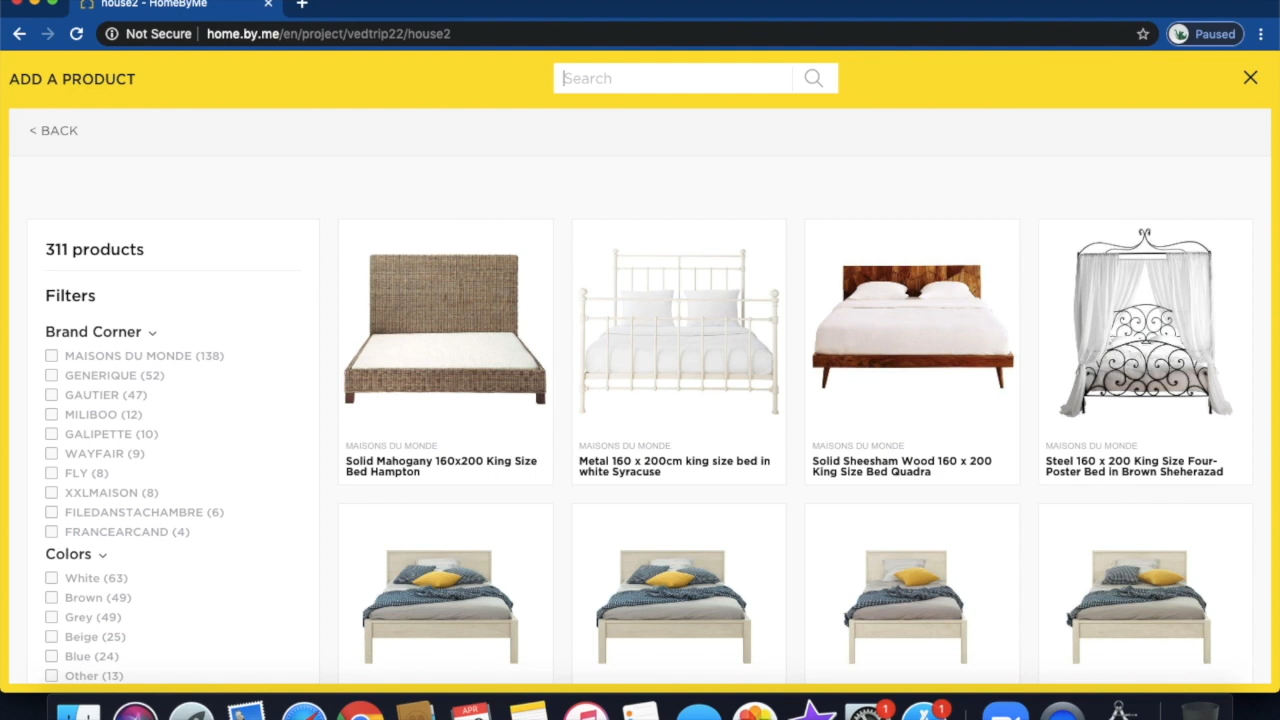 house2 - HomeByMe
Not Secure
home.by.me/en/project/vedtrip22/house2
Paused
ADD A PRODUCT
Search
< BACK
311 products
Filters
Brand Corner
MAISONS DU MONDE (138)
GENERIQUE (52)
GAUTIER (47)
MILIBOO (12)
GALIPETTE (10)
WAYFAIR (9)
FLY (8)
XXLMAISON (8)
FILEDANSTACHAMBRE (6)
FRANCEARCAND (4)
Colors
White (63)
Brown (49)
Grey (49)
Beige (25)
Blue (24)
Other (13)
MAISONS DU MONDE
Solid Mahogany 160x200 King Size
Bed Hampton
MAISONS DU MONDE
Metal 160 x 200cm king size bed in
white Syracuse
MAISONS DU MONDE
Solid Sheesham Wood 160 x 200
King Size Bed Quadra
MAISONS DU MONDE
Steel 160 x 200 King Size Four-
Poster Bed in Brown Sheherazad
APR
1
1